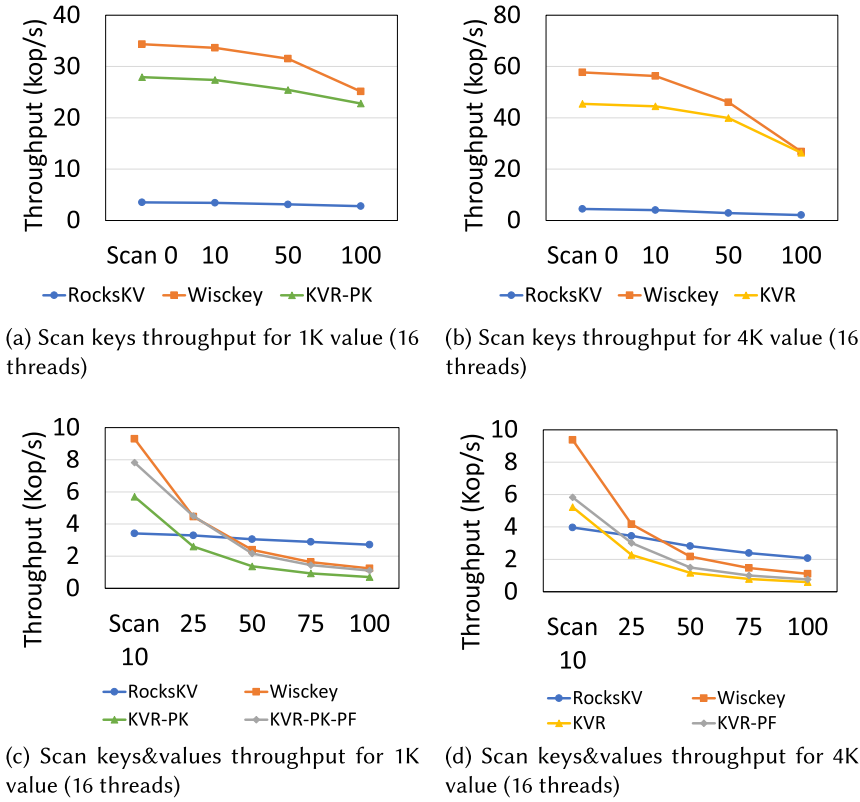 40
30
20
10
0
Throughput (kop/s)
Scan 0 10 50 100
RocksKV Wisckey KVR-PK
(a) Scan keys throughput for 1K value (16
threads)
80
60
40
20
0
Throughput (kop/s)
Scan 0 10 50 100
RocksKV Wisckey KVR
(b) Scan keys throughput for 4K value (16
threads)
10
8
6
4
2
0
Throughput (Kop/s)
Scan 25 50 75 100
10
RocksKV Wisckey
KVR-PK KVR-PK-PF
(c) Scan keys&values throughput for 1K
value (16 threads)
10
8
6
4
2
0
Throughput (Kop/s)
Scan 25 50 75 100
10
RocksKV Wisckey
KVR KVR-PF
(d) Scan keys&values throughput for 4K
value (16 threads)